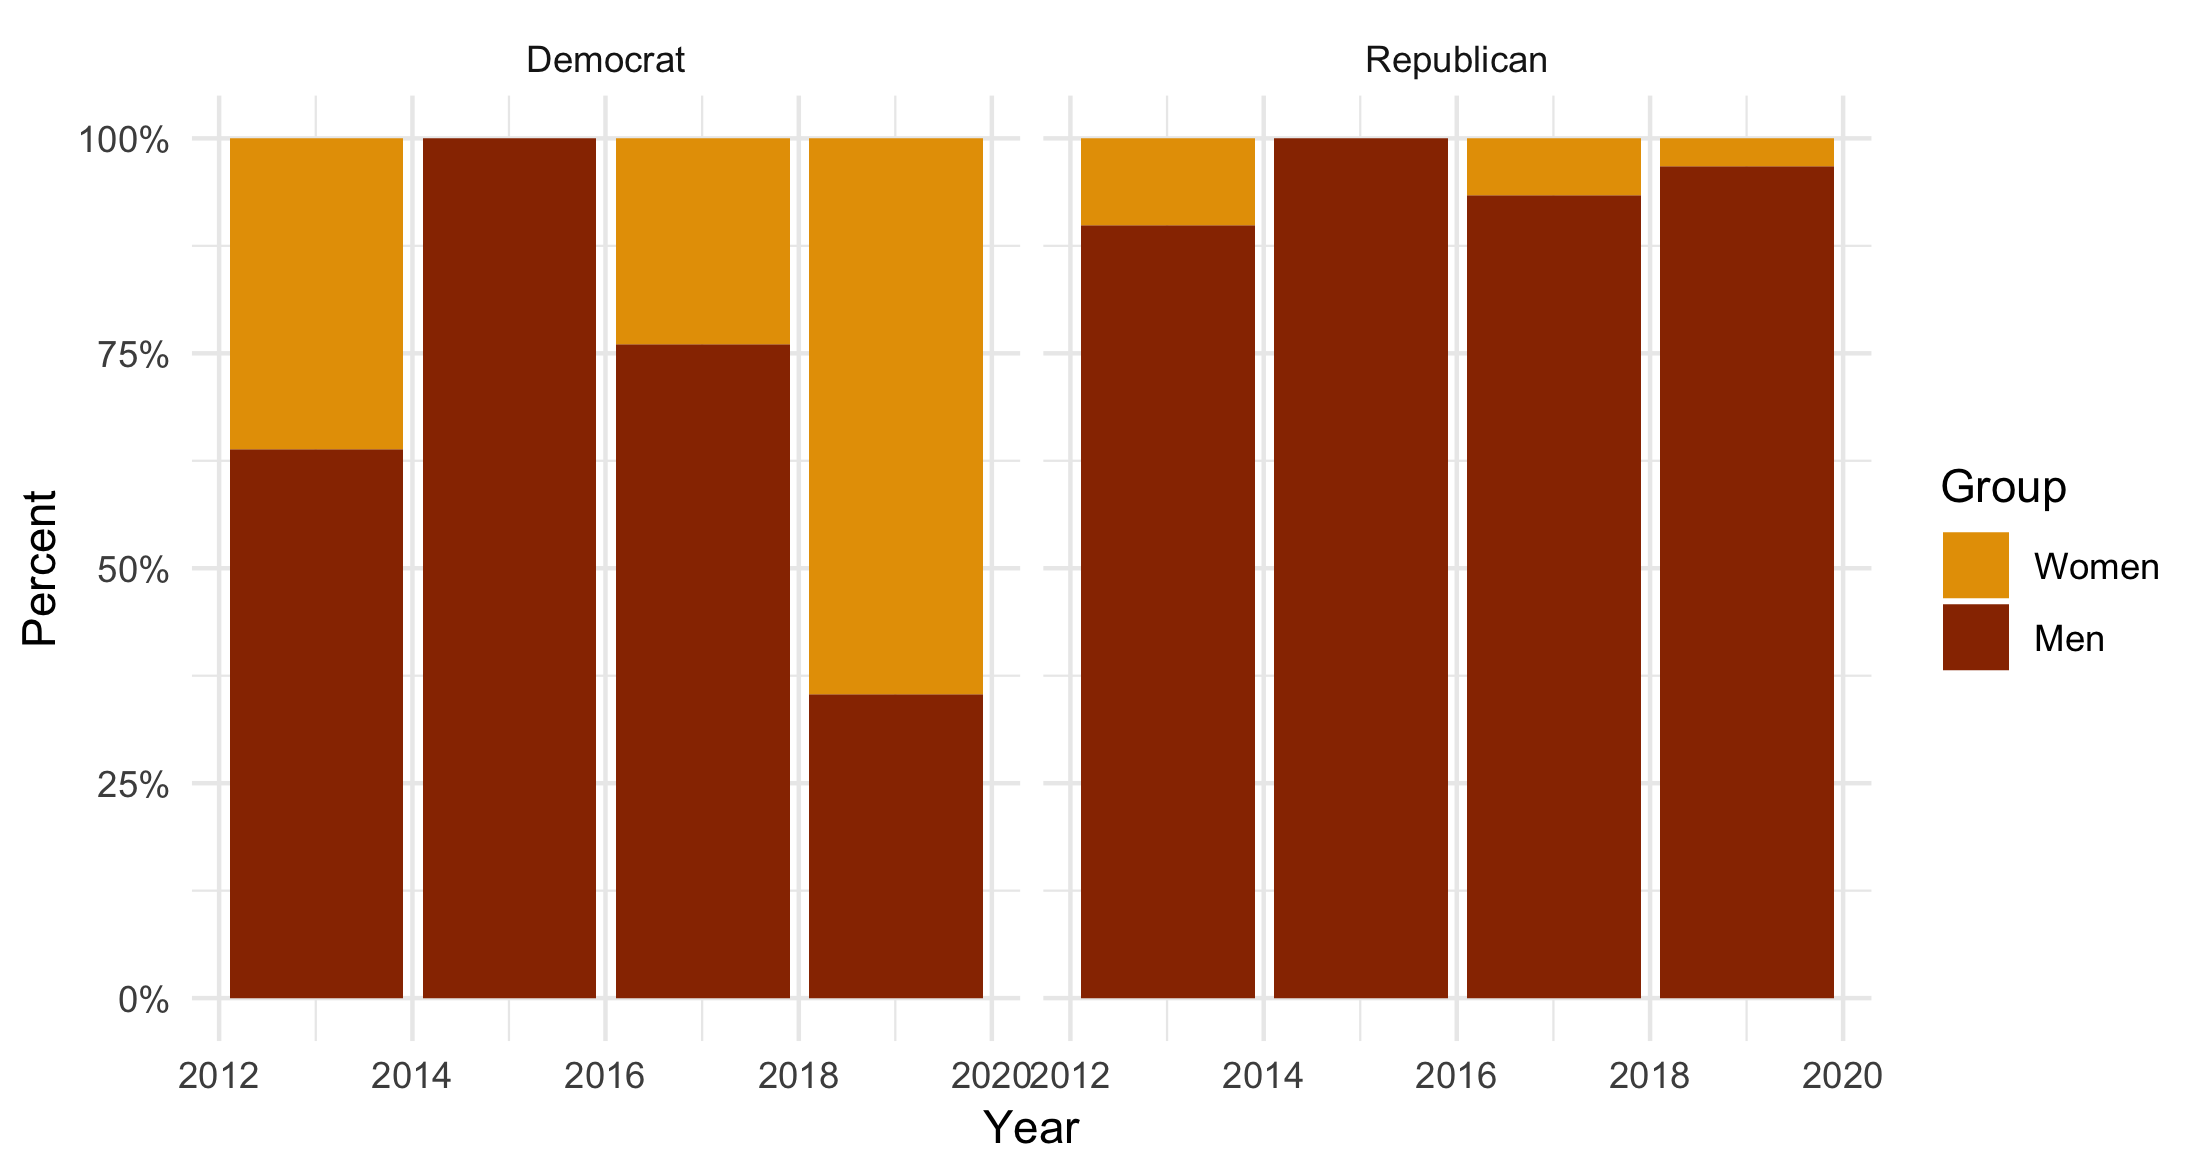 Democrat
Republican
100%
75%
50%
25%
0%
Percent
2012 2014 2016 2018 2020
2012 2014 2016 2018 2020
Year
Group
Women
Men